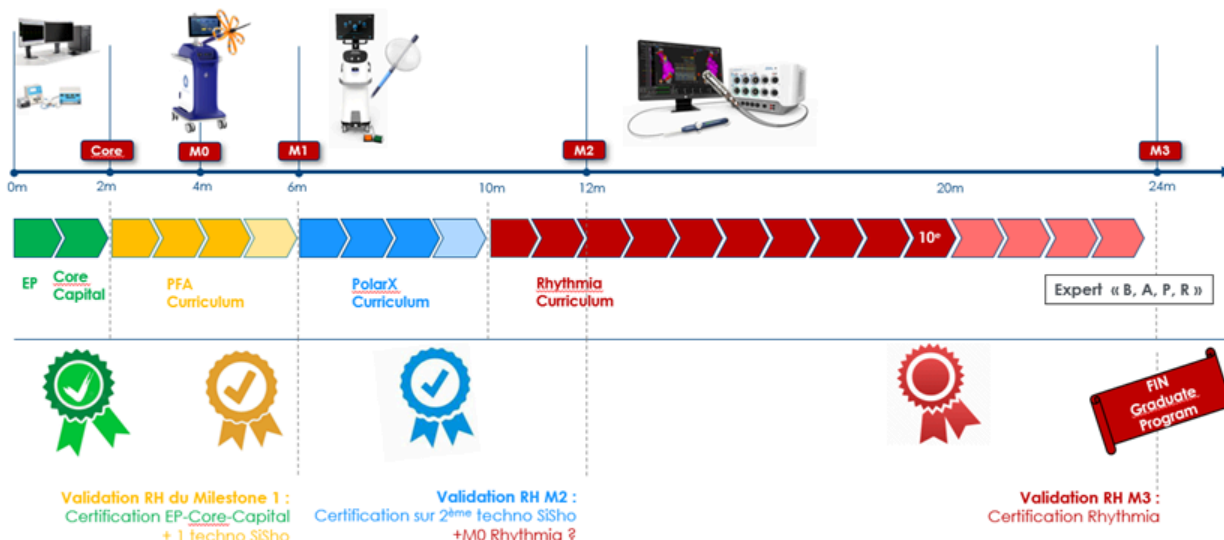 Core
M0
M1
M2
M3
0m
2m
4m
6m
10m
12m
20m
24m
10ᵉ
EP
Core
Capital
PFA
Curriculum
PolarX
Curriculum
Rhythmia
Curriculum
Expert « B, A, P, R »
FIN
Graduate
Program
Validation RH du Milestone 1 :
Certification EP-Core-Capital
+ 1 techno SiSho
Validation RH M2 :
Certification sur 2ème techno SiSho
+M0 Rhythmia ?
Validation RH M3 :
Certification Rhythmia